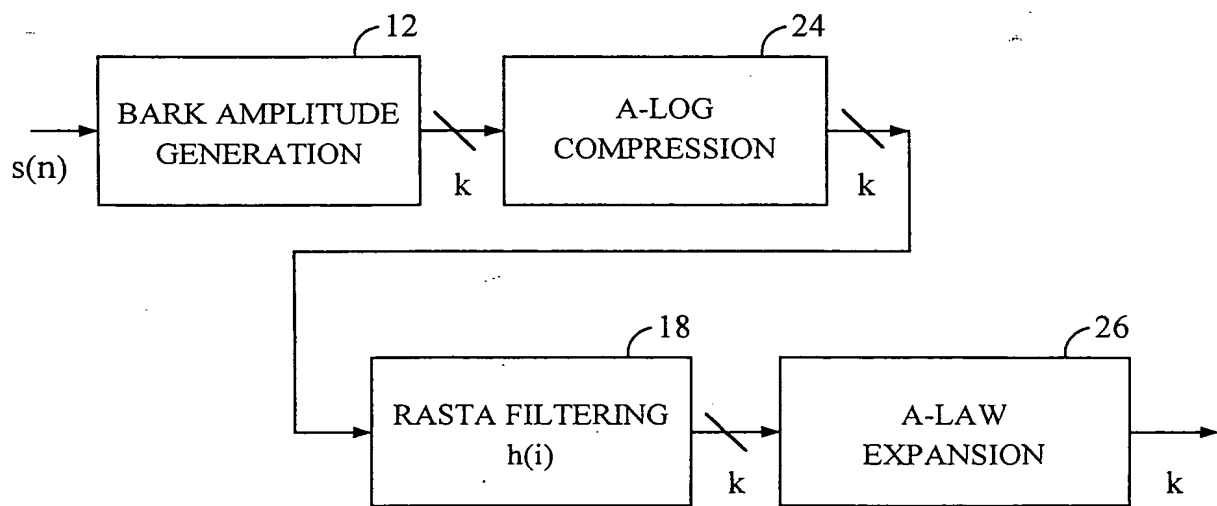 12
24
BARK AMPLITUDE
GENERATION
A-LOG
COMPRESSION
s(n)
k
k
18
26
RASTA FILTERING
h(i)
A-LAW
EXPANSION
k
k